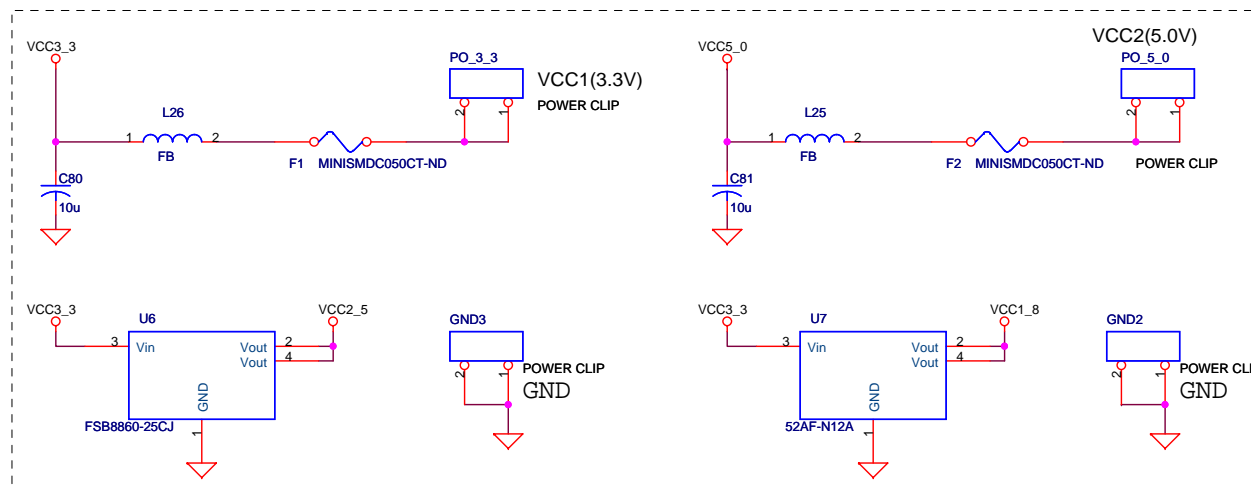 VCC3_3
PO_3_3
VCC1(3.3V)
POWER CLIP
2
1
L26
1
2
FB
F1
MINISMDC050CT-ND
C80
10u
VCC5_0
VCC2(5.0V)
PO_5_0
2
1
L25
1
2
FB
F2
MINISMDC050CT-ND
POWER CLIP
C81
10u
VCC3_3
U6
VCC2_5
3
Vin
Vout
2
Vout
4
GND
1
FSB8860-25CJ
GND3
2
1
POWER CLIP
GND
VCC3_3
U7
VCC1_8
3
Vin
Vout
2
Vout
4
GND
1
52AF-N12A
GND2
2
1
POWER CLI
GND